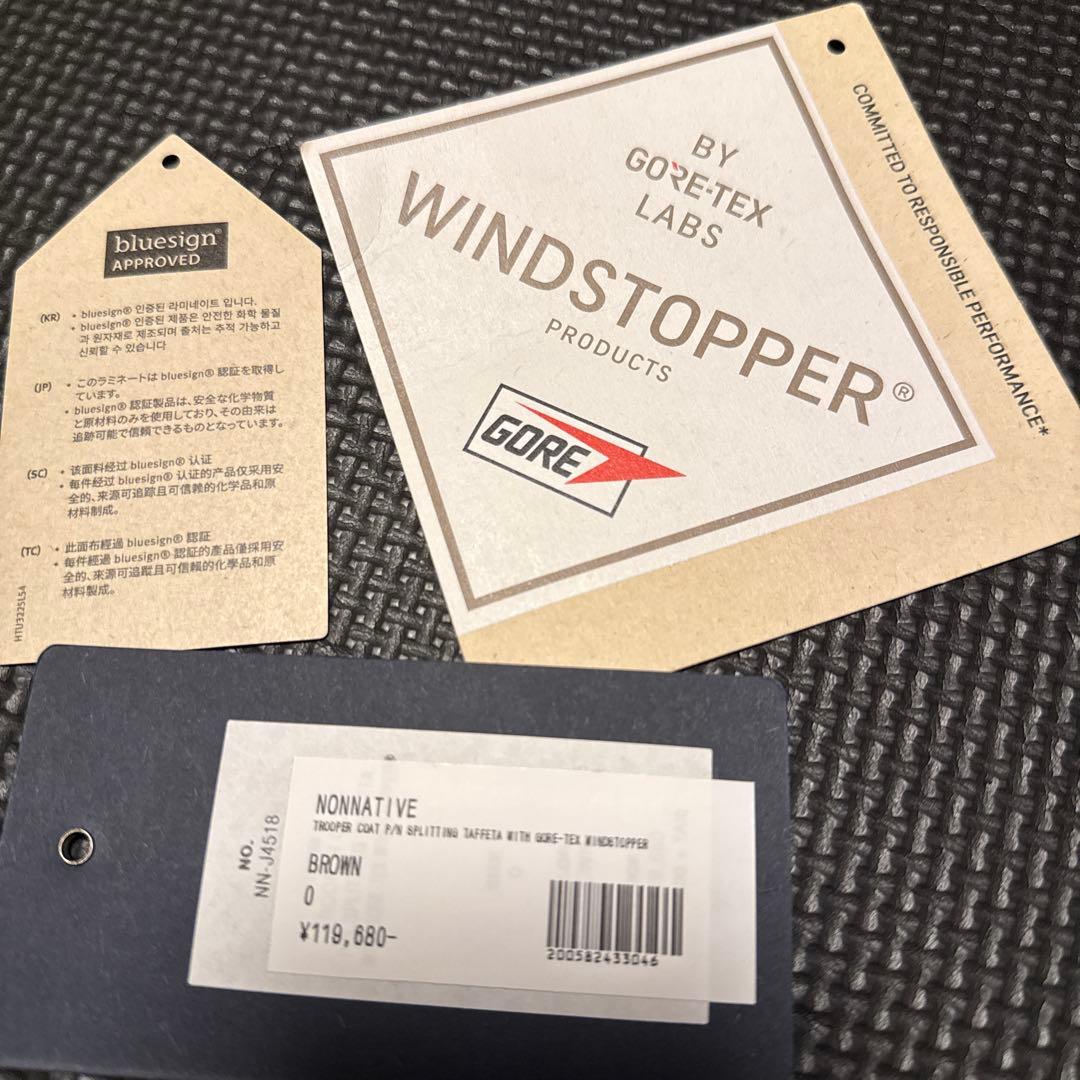 bluesign®
APPROVED
(KR)
• bluesign® 인증된 라미네이트 입니다.
• bluesign® 인증된 제품은 안전한 화학 물질
과 원자재로 제조되며 출처는 추적 가능하고
신뢰할 수 있습니다
(JP)
• このラミネートは bluesign® 認証を取得し
ています。
• bluesign® 認証製品は、安全な化学物質
と原材料のみを使用しており、その由来は
追跡可能で信頼できるものとなっています。
(SC)
• 该面料经过 bluesign® 认证
• 每件经过 bluesign® 认证的产品仅采用安
全的、来源可追踪且可信赖的化学品和原
材料制成。
(TC)
• 此面布經過 bluesign® 認証
• 每件經過 bluesign® 認証的產品僅採用安
全的、來源可追蹤且可信賴的化學品和原
材料製成。
HTU3225LS4
BY
GORE-TEX
LABS
WINDSTOPPER®
PRODUCTS
GORE
COMMITTED TO RESPONSIBLE PERFORMANCE*
NO.
NN-J4518
NONNATIVE
TROOPER COAT P/N SPLITTING TAFFETA WITH GORE-TEX WINDSTOPPER
BROWN
0
¥119,680-
200582433046